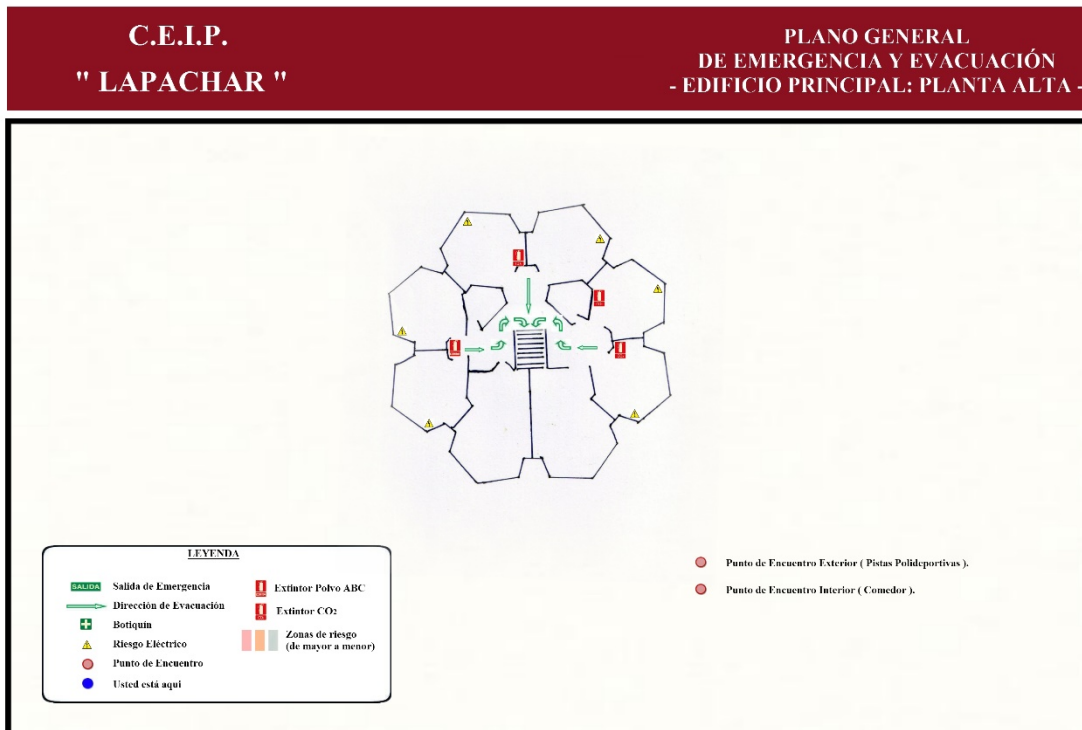 C.E.I.P.
" LAPACHAR "
PLANO GENERAL
DE EMERGENCIA Y EVACUACIÓN
- EDIFICIO PRINCIPAL: PLANTA ALTA -
LEYENDA
SALIDA Salida de Emergencia
Dirección de Evacuación
Botiquín
Riesgo Eléctrico
Punto de Encuentro
Usted está aqui
Extintor Polvo ABC
Extintor CO2
Zonas de riesgo
(de mayor a menor)
Punto de Encuentro Exterior ( Pistas Polideportivas ).
Punto de Encuentro Interior ( Comedor ).